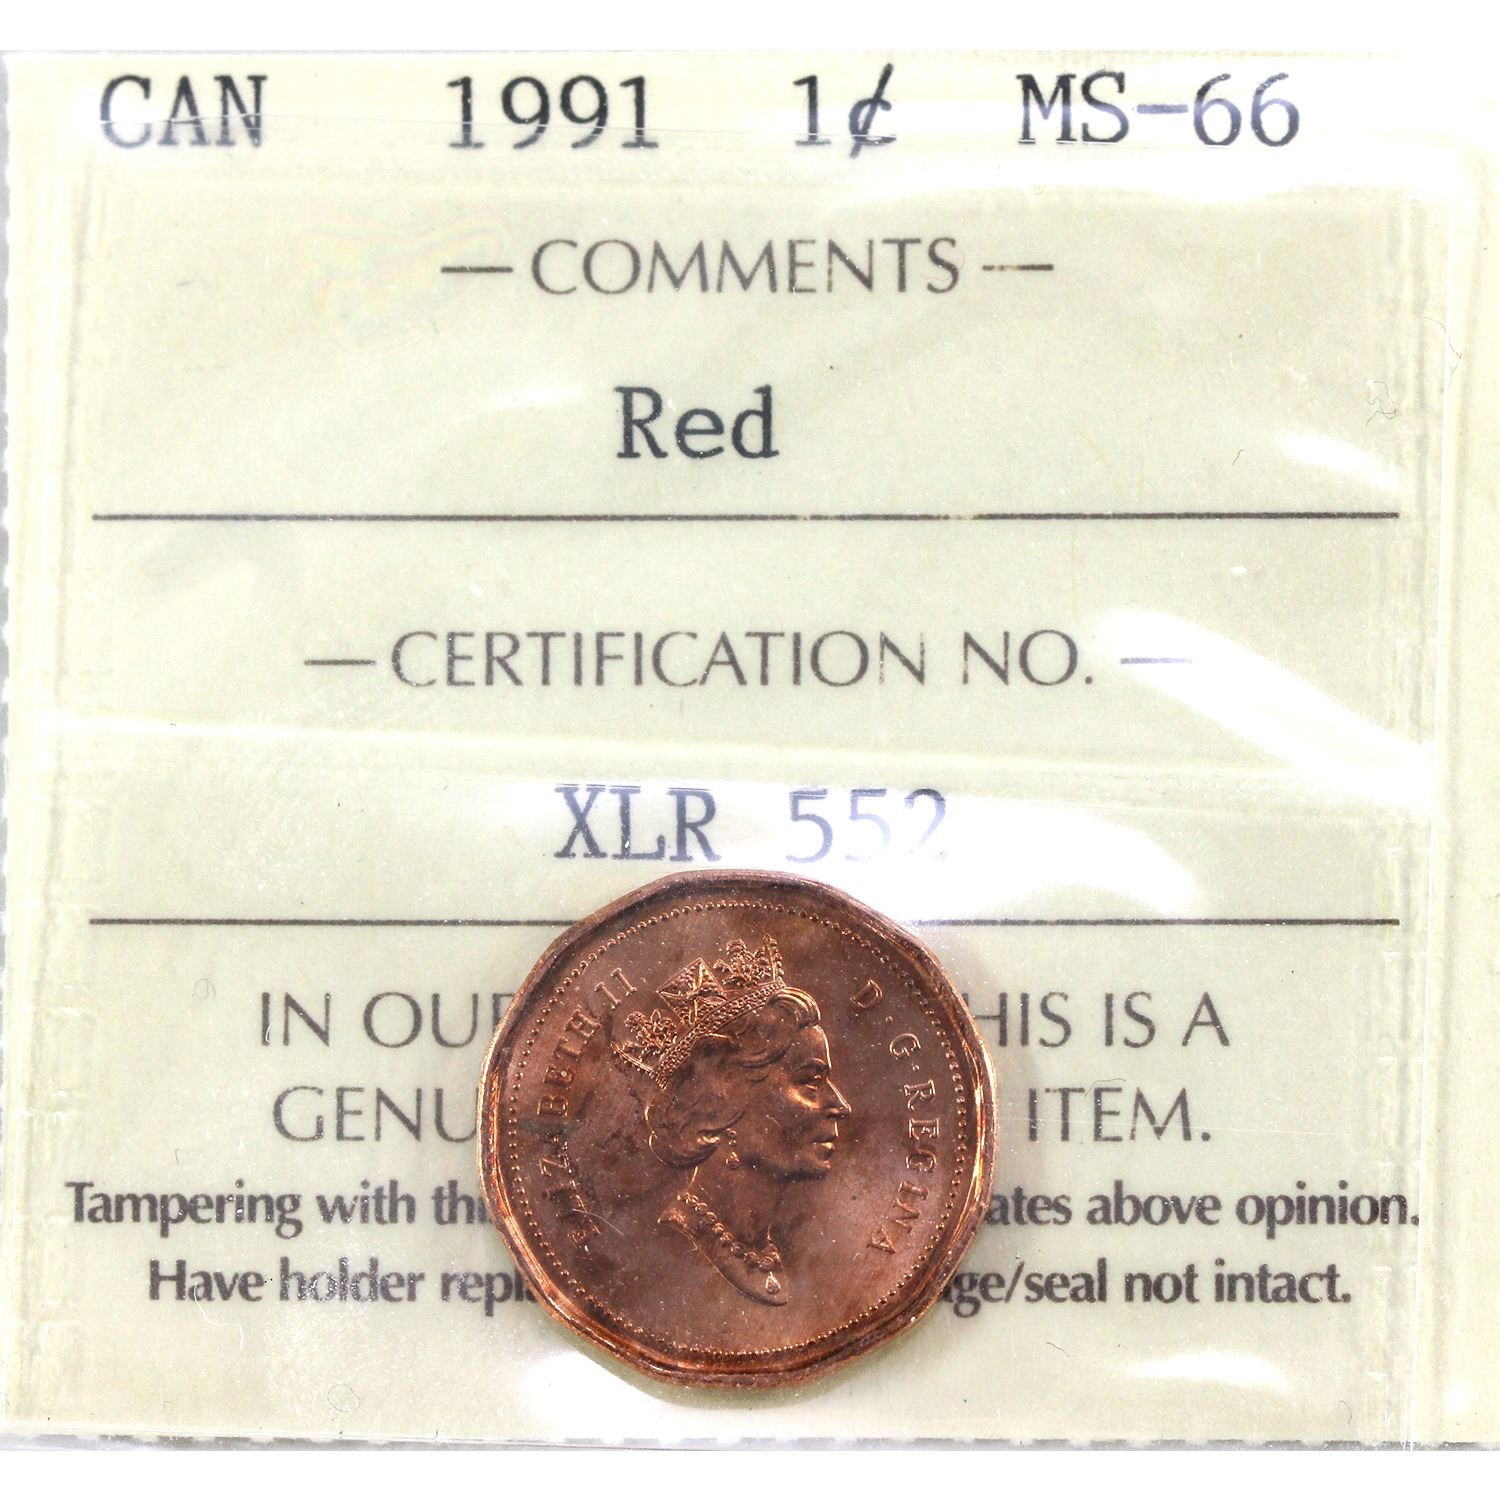 CAN 1991 1¢ MS-66
— COMMENTS —
Red
— CERTIFICATION NO. —
XLR 552
IN OU HIS IS A
GENU ITEM.
Tampering with thi ates above opinion.
Have holder repl ge/seal not intact.
ELIZABETH II D·G·REGINA